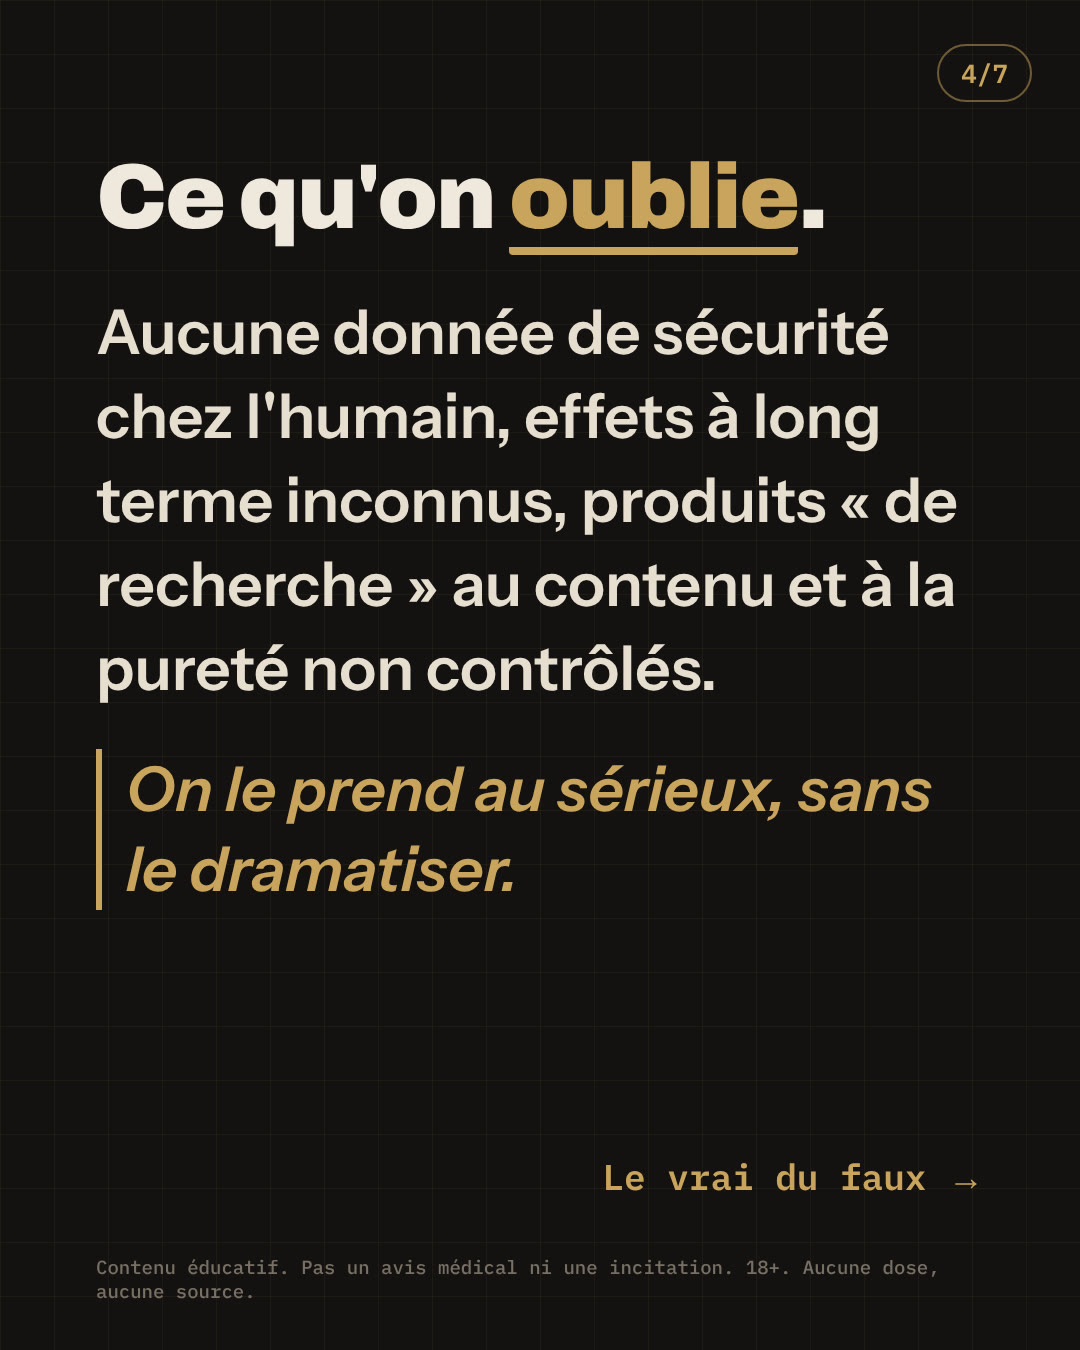 4/7
Ce qu'on oublie.
Aucune donnée de sécurité
chez l'humain, effets à long
terme inconnus, produits « de
recherche » au contenu et à la
pureté non contrôlés.
On le prend au sérieux, sans
le dramatiser.
Le vrai du faux →
Contenu éducatif. Pas un avis médical ni une incitation. 18+. Aucune dose,
aucune source.